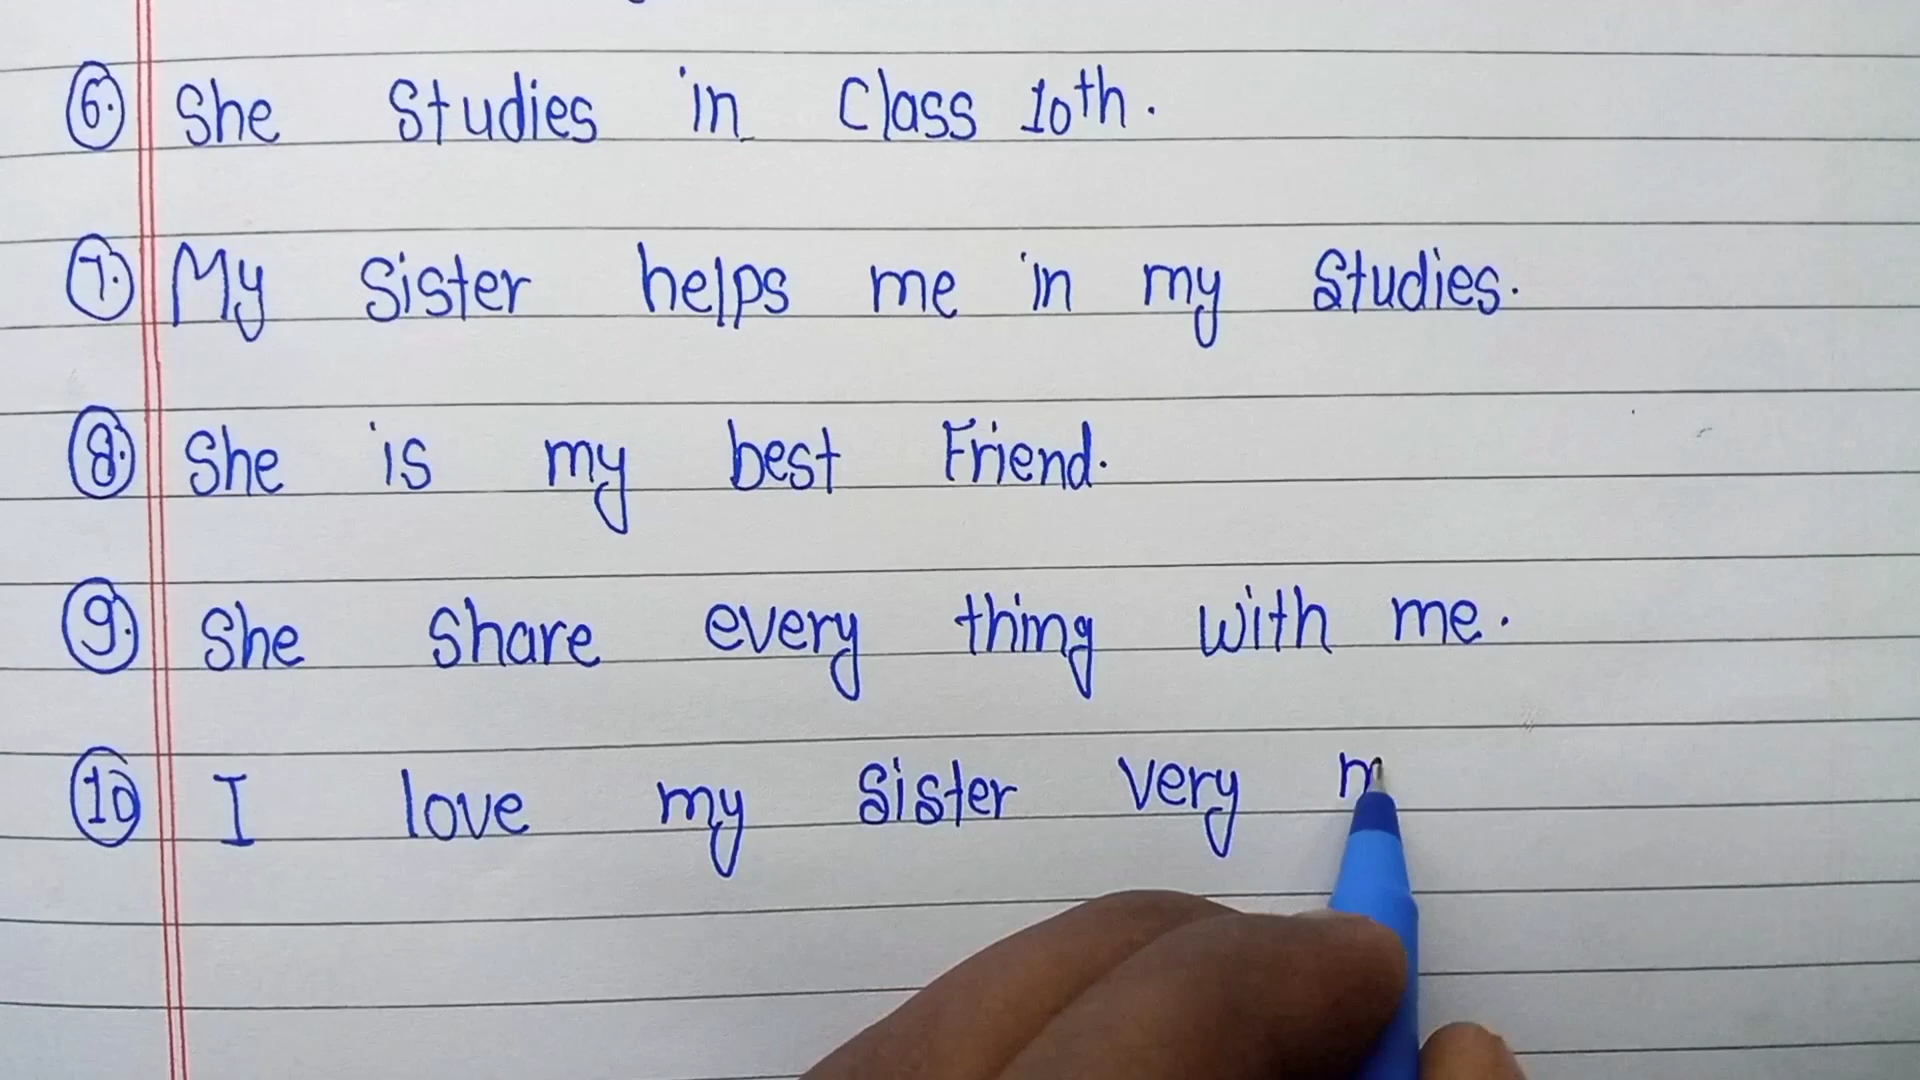 6. She Studies in Class 10th.
7. My Sister helps me in my Studies.
8. She is my best Friend.
9. She Share every thing with me.
10 I love my Sister very m